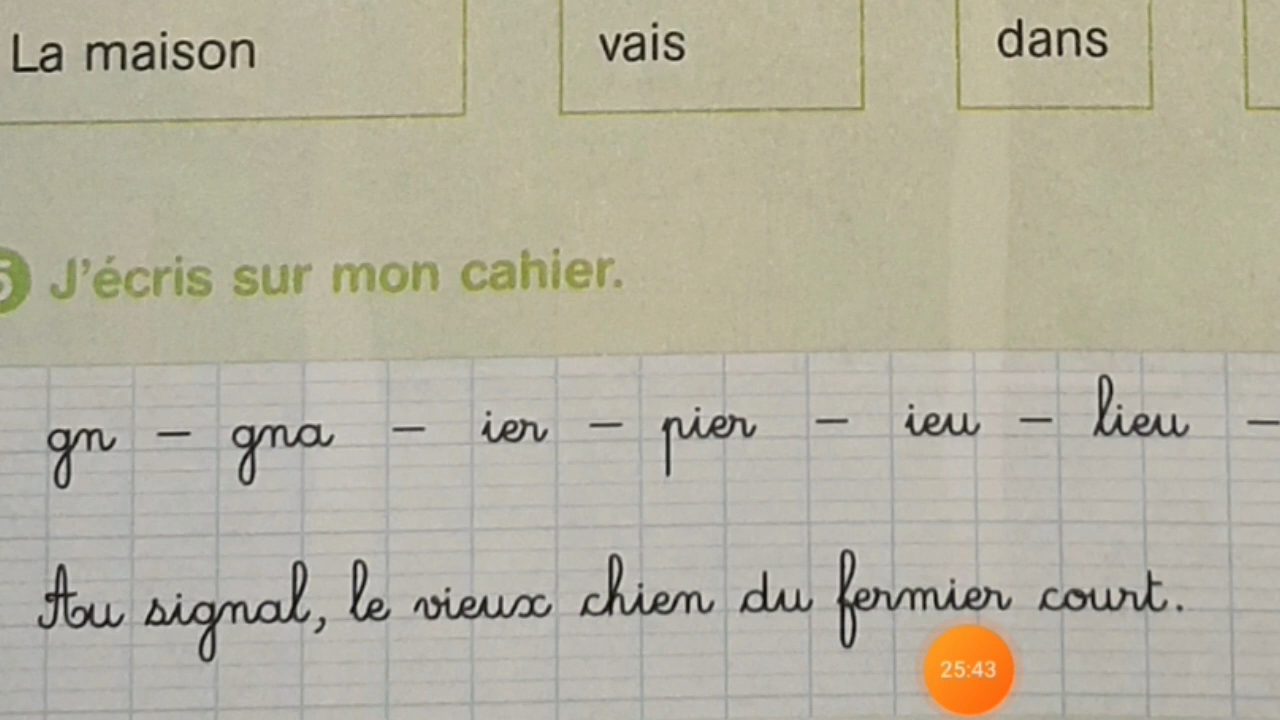 La maison vais dans
5 J'écris sur mon cahier.
gn – gna – ier – pier – ieu – lieu –
Au signal, le vieux chien du fermier court.
25:43